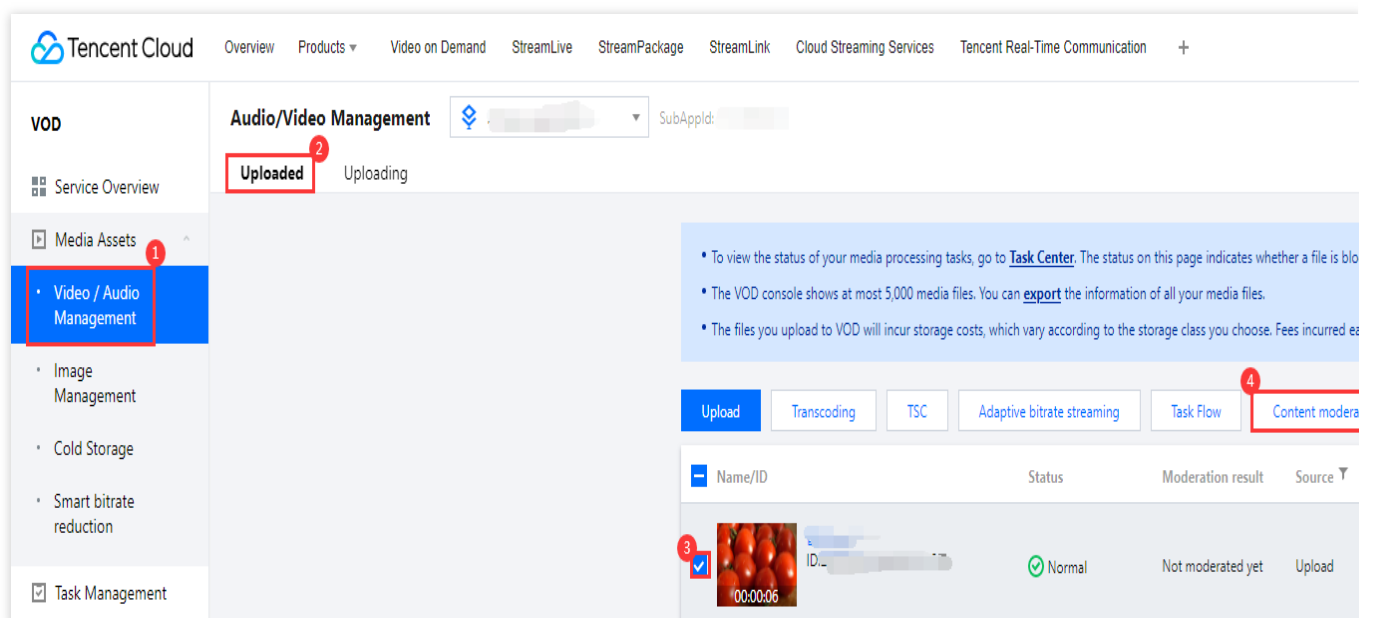 Tencent Cloud
Overview Products Video on Demand StreamLive StreamPackage StreamLink Cloud Streaming Services Tencent Real-Time Communication +
VOD
Service Overview
Media Assets
1
Video / Audio
Management
Image
Management
Cold Storage
Smart bitrate
reduction
Task Management
Audio/Video Management
SubAppId:
2
Uploaded Uploading
• To view the status of your media processing tasks, go to Task Center. The status on this page indicates whether a file is blo
• The VOD console shows at most 5,000 media files. You can export the information of all your media files.
• The files you upload to VOD will incur storage costs, which vary according to the storage class you choose. Fees incurred ea
4
Upload Transcoding TSC Adaptive bitrate streaming Task Flow Content modera
Name/ID Status Moderation result Source
3
ID:
00:00:06
Normal Not moderated yet Upload